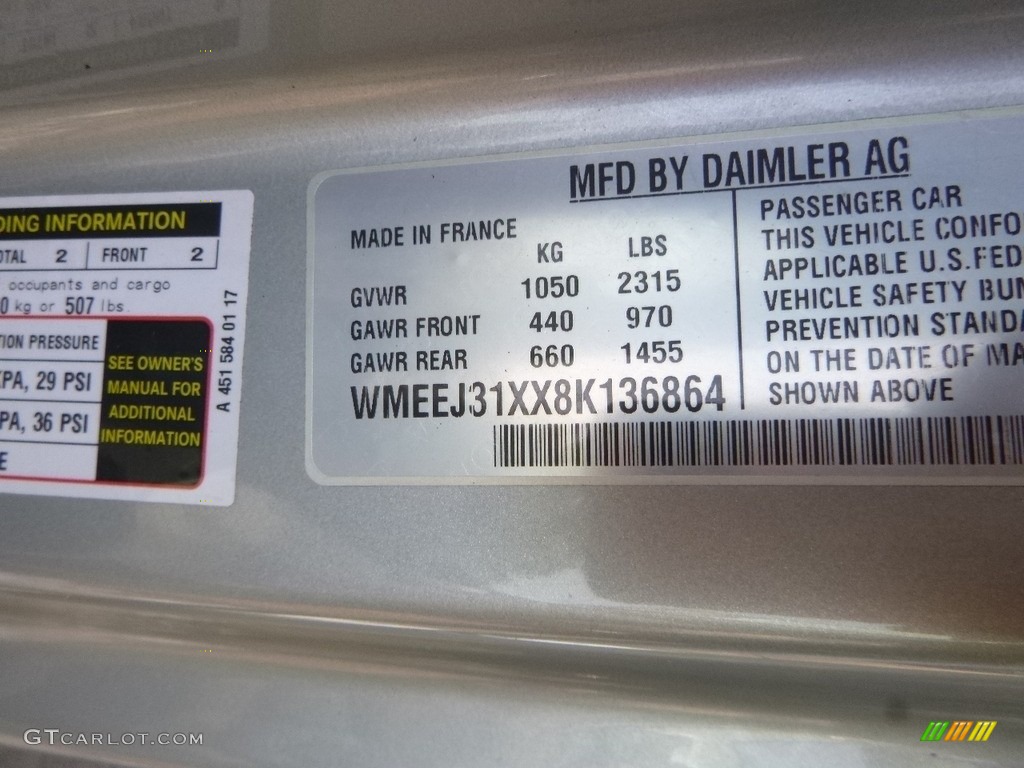 DING INFORMATION
OTAL 2 FRONT 2
occupants and cargo
0 kg or 507 lbs.
ION PRESSURE
KPA, 29 PSI
PA, 36 PSI
E
SEE OWNER'S
MANUAL FOR
ADDITIONAL
INFORMATION
A 451 584 01 17
MFD BY DAIMLER AG
MADE IN FRANCE
KG LBS
GVWR 1050 2315
GAWR FRONT 440 970
GAWR REAR 660 1455
WMEEJ31XX8K136864
PASSENGER CAR
THIS VEHICLE CONFO
APPLICABLE U.S.FED
VEHICLE SAFETY BUM
PREVENTION STANDA
ON THE DATE OF MA
SHOWN ABOVE
GTCARLOT.COM